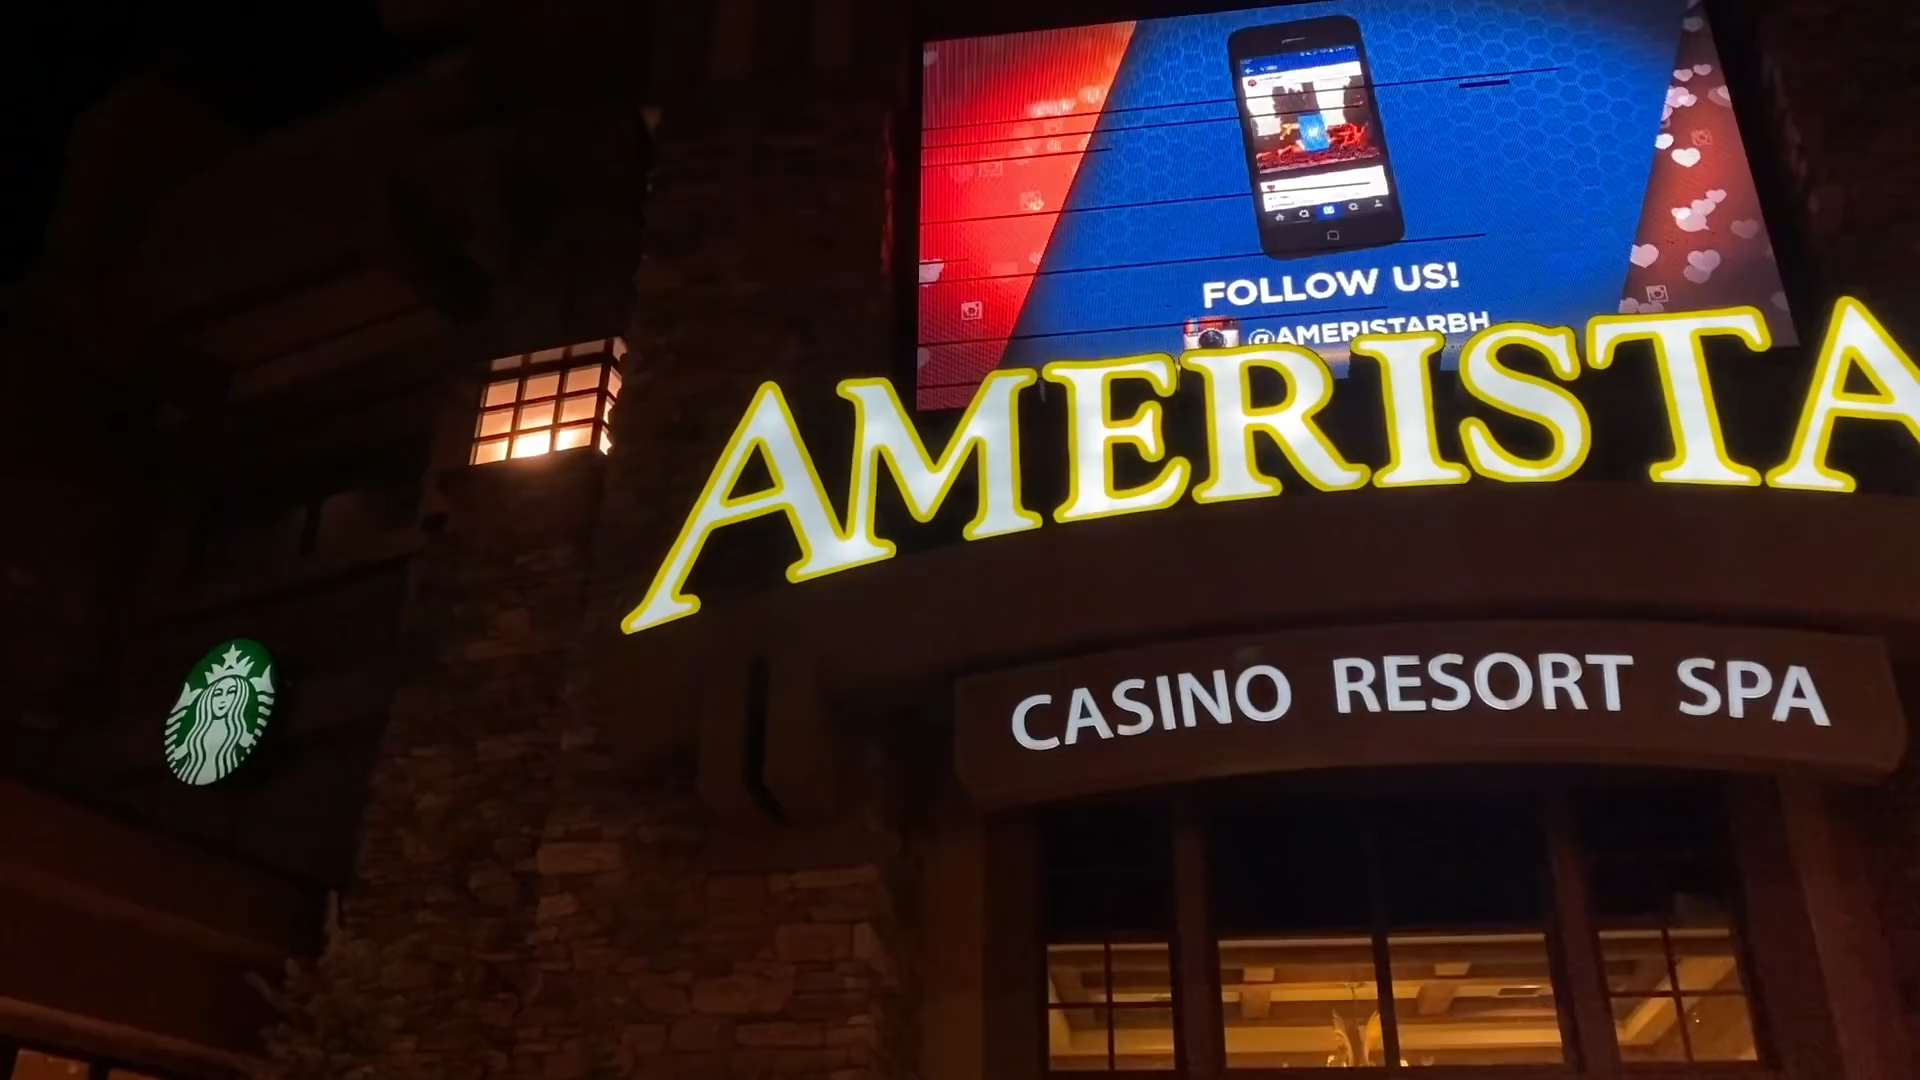 FOLLOW US!
@AMERISTARBH
AMERISTA
CASINO RESORT SPA